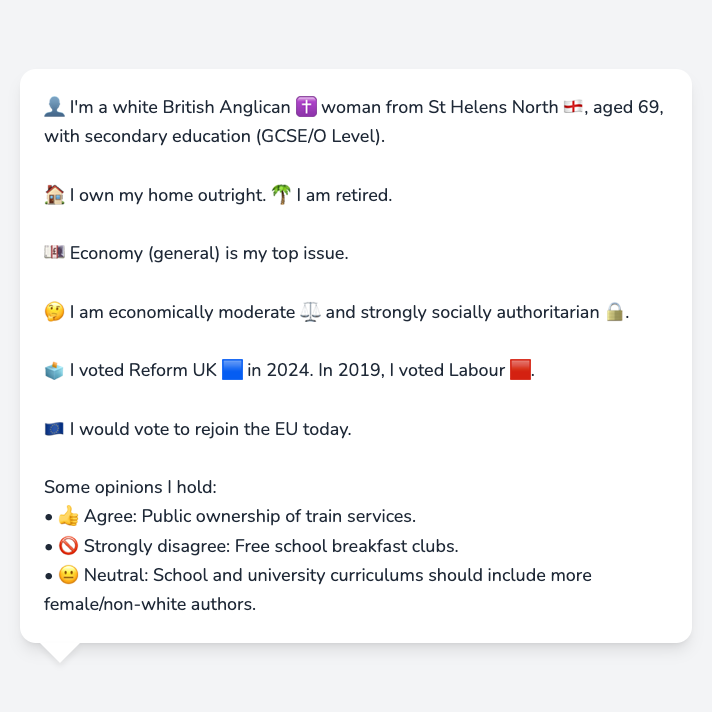 👤 I'm a white British Anglican ✝️ woman from St Helens North 🏴󠁧󠁢󠁥󠁮󠁧󠁿, aged 69,
with secondary education (GCSE/O Level).
🏠 I own my home outright. 🌴 I am retired.
💷 Economy (general) is my top issue.
🤔 I am economically moderate ⚖️ and strongly socially authoritarian 🔒.
🗳️ I voted Reform UK 🟦 in 2024. In 2019, I voted Labour 🟥.
🇪🇺 I would vote to rejoin the EU today.
Some opinions I hold:
• 👍 Agree: Public ownership of train services.
• 🚫 Strongly disagree: Free school breakfast clubs.
• 😐 Neutral: School and university curriculums should include more
female/non-white authors.